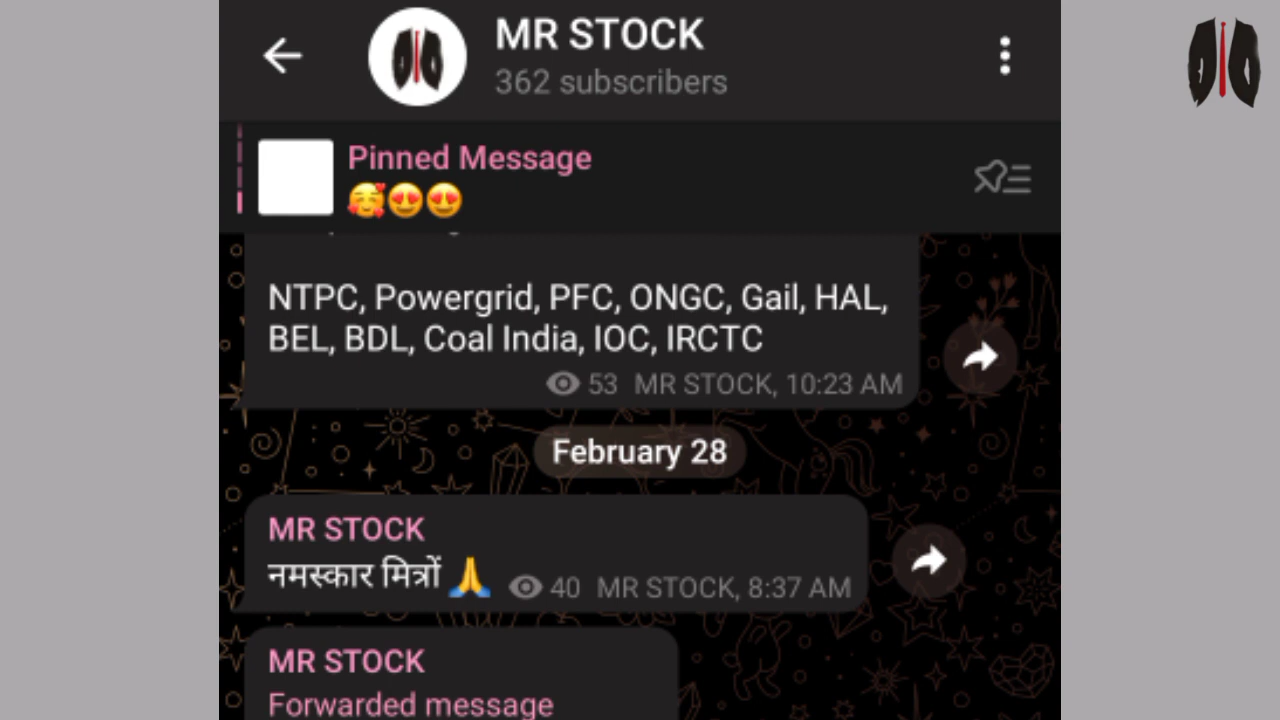 MR STOCK
362 subscribers
Pinned Message
🥰😍😍
NTPC, Powergrid, PFC, ONGC, Gail, HAL,
BEL, BDL, Coal India, IOC, IRCTC
53 MR STOCK, 10:23 AM
February 28
MR STOCK
नमस्कार मित्रों 🙏 40 MR STOCK, 8:37 AM
MR STOCK
Forwarded message